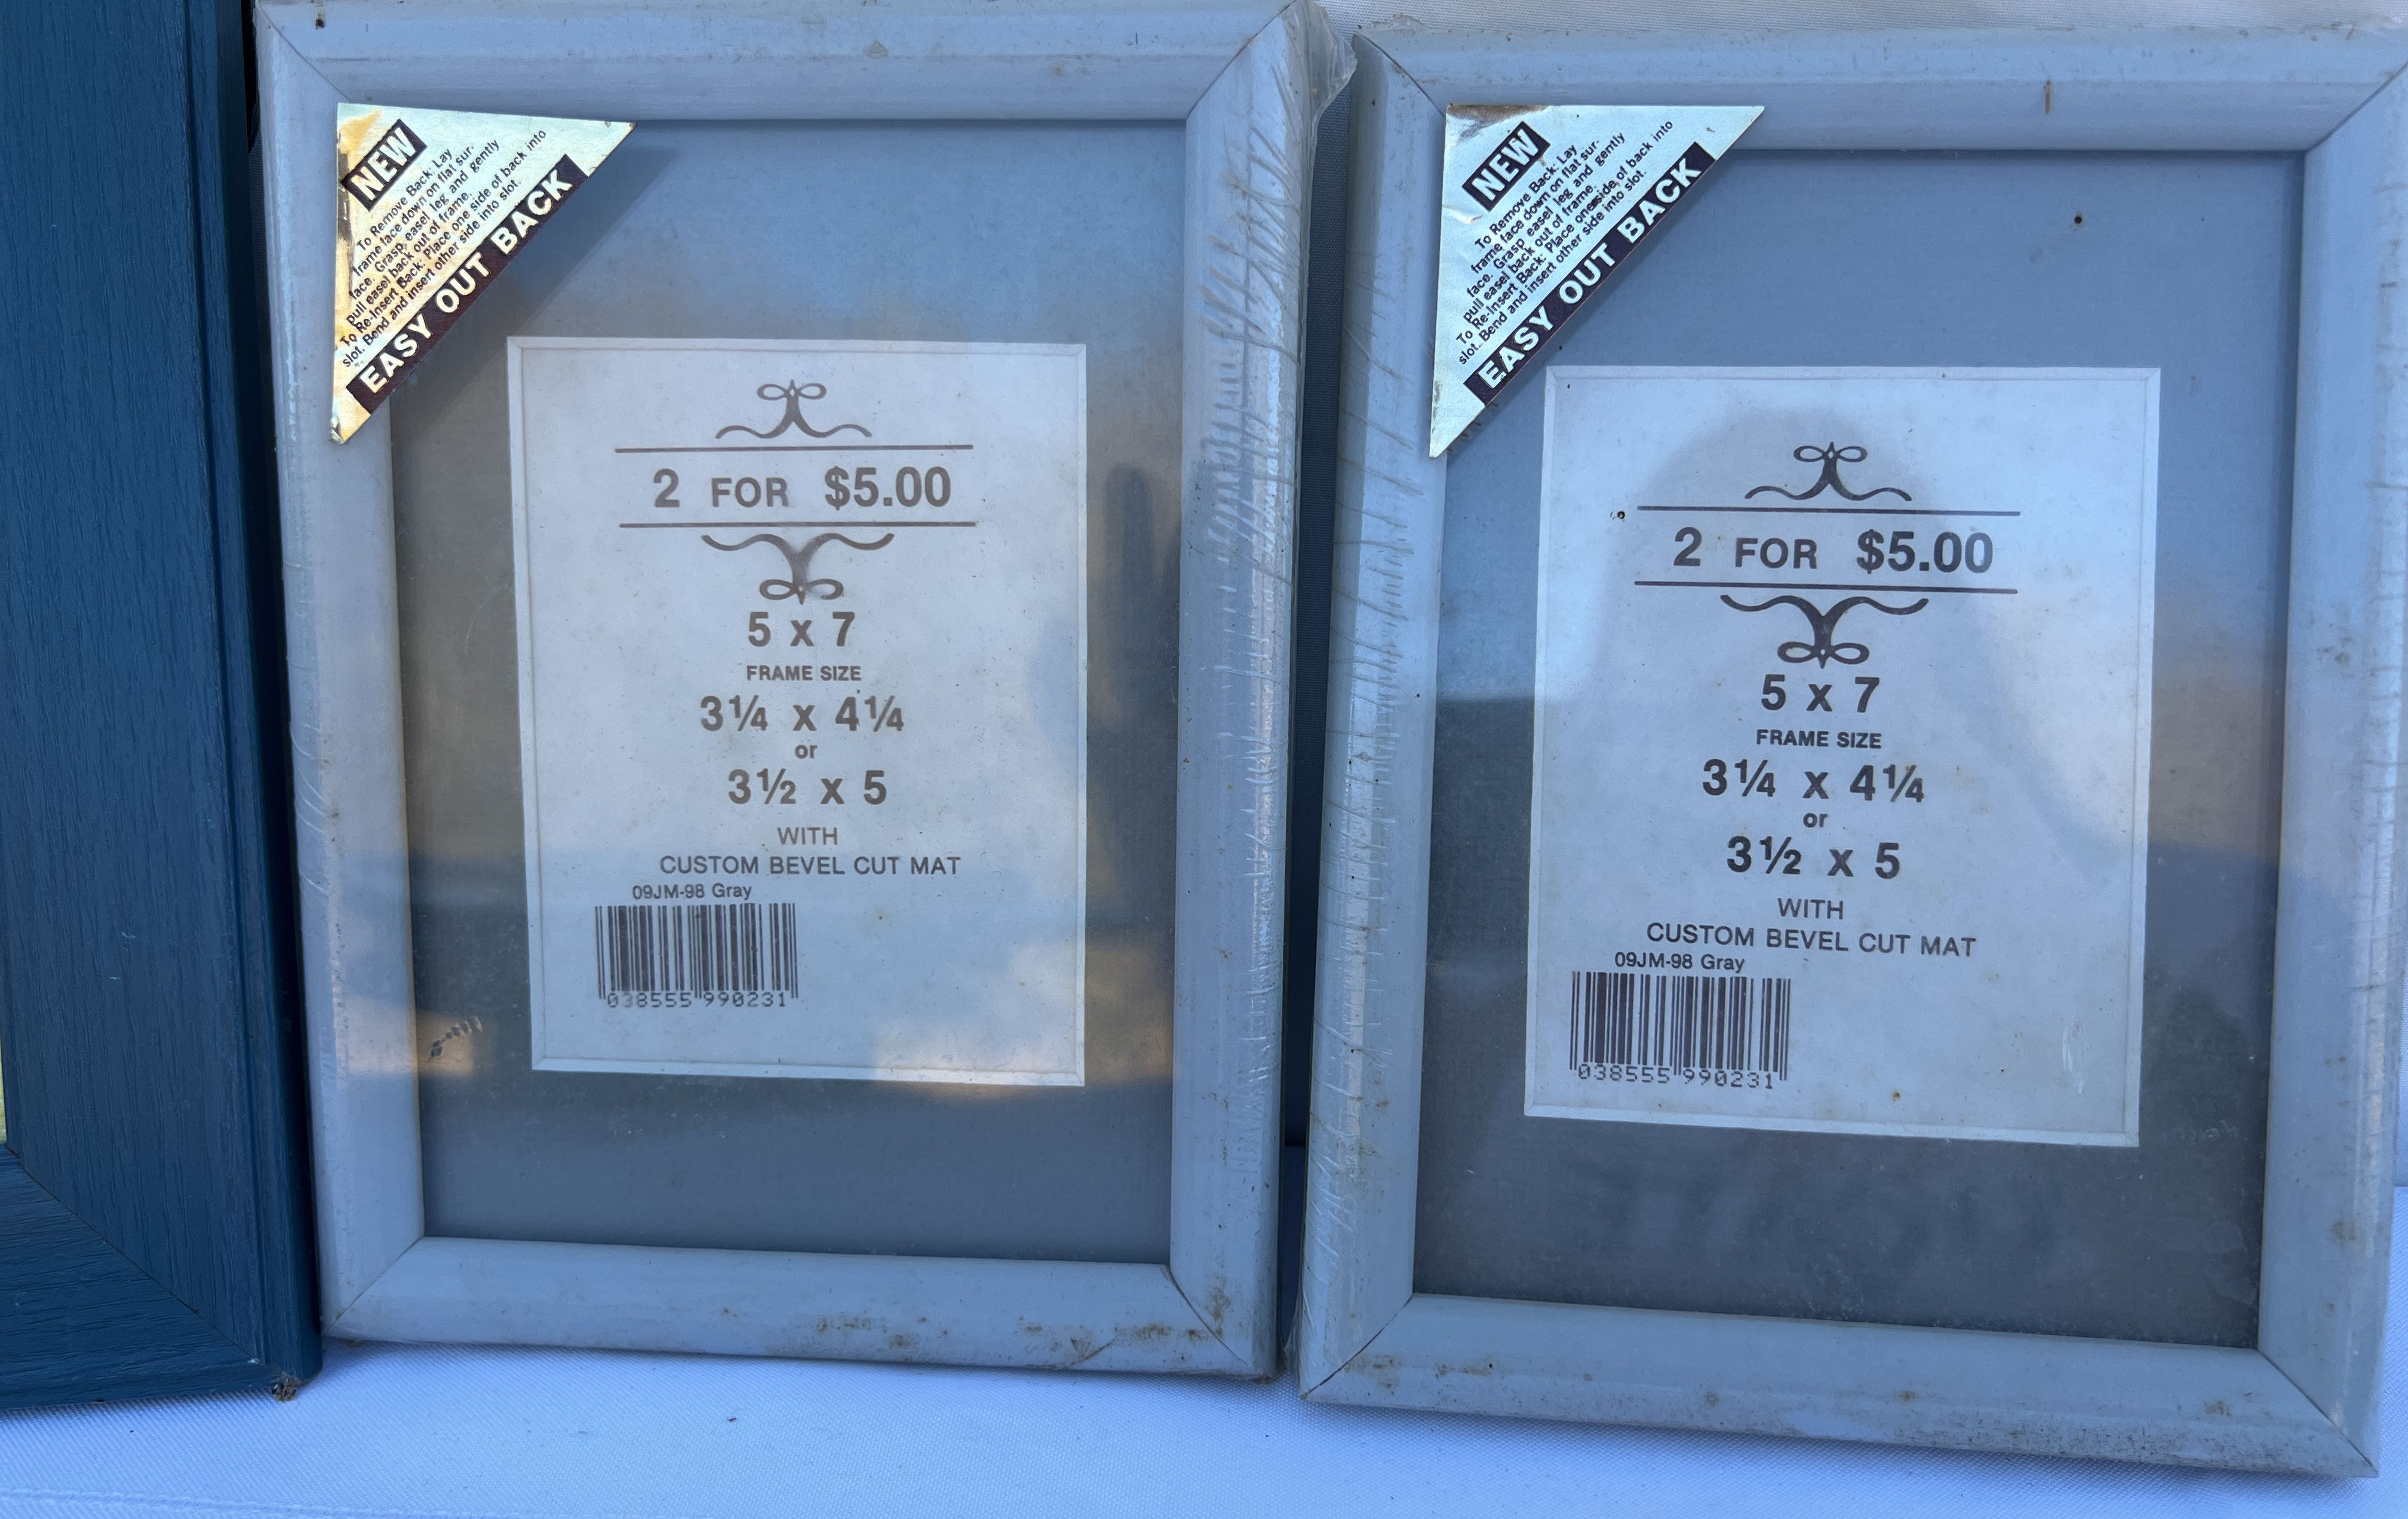 NEW
To Remove Back: Lay
frame face down on flat sur-
face. Grasp easel leg and gently
pull easel back out of frame.
To Re-Insert Back: Place one side of back into
slot. Bend and insert other side into slot.
EASY OUT BACK
2 FOR $5.00
5 x 7
FRAME SIZE
3¼ x 4¼
or
3½ x 5
WITH
CUSTOM BEVEL CUT MAT
09JM-98 Gray
038555 990231
NEW
To Remove Back: Lay
frame face down on flat sur-
face. Grasp easel leg and gently
pull easel back out of frame.
To Re-Insert Back: Place one side of back into
slot. Bend and insert other side into slot.
EASY OUT BACK
2 FOR $5.00
5 x 7
FRAME SIZE
3¼ x 4¼
or
3½ x 5
WITH
CUSTOM BEVEL CUT MAT
09JM-98 Gray
038555 990231